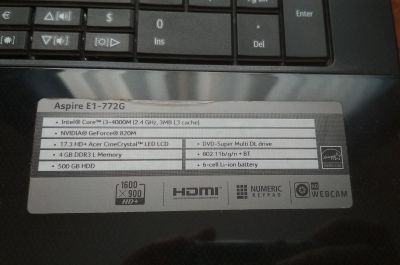 €
Enter
0
Ins
.
Del
Aspire E1-772G
• Intel® Core™ i3-4000M (2.4 GHz, 3MB L3 cache)
• NVIDIA® GeForce® 820M
• 17.3 HD+ Acer CineCrystal™ LED LCD
• DVD-Super Multi DL drive
• 4 GB DDR3 L Memory
• 802.11b/g/n + BT
• 500 GB HDD
• 6-cell Li-ion battery
1600 x 900 HD+
HDMI
NUMERIC KEYPAD
HD WEBCAM